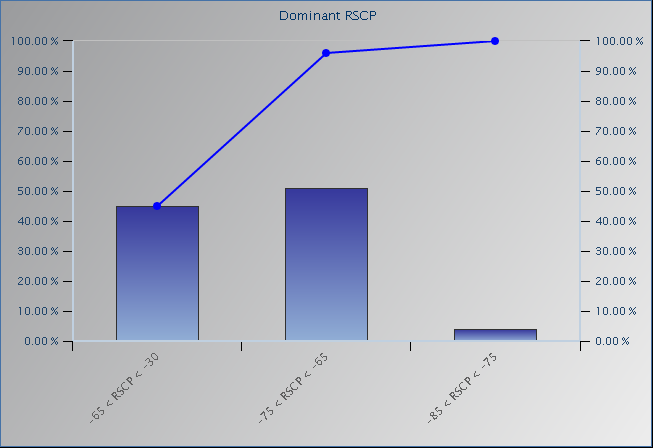 Dominant RSCP
100.00 % 100.00 %
90.00 % 90.00 %
80.00 % 80.00 %
70.00 % 70.00 %
60.00 % 60.00 %
50.00 % 50.00 %
40.00 % 40.00 %
30.00 % 30.00 %
20.00 % 20.00 %
10.00 % 10.00 %
0.00 % 0.00 %
-65 < RSCP < -30
-75 < RSCP < -65
-85 < RSCP < -75